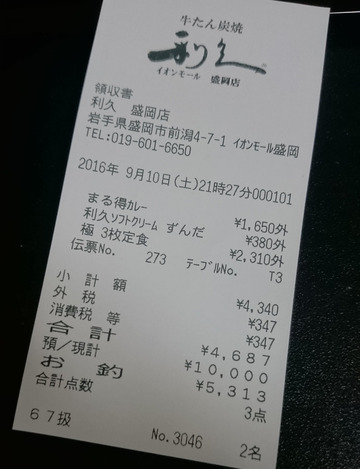 牛たん炭焼
利久
イオンモール 盛岡店
領収書
利久 盛岡店
岩手県盛岡市前潟4-7-1 イオンモール盛岡
TEL:019-601-6650
2016年 9月10日(土)21時27分000101
まる得カレー ¥1,650外
利久ソフトクリーム ずんだ ¥380外
極 3枚定食 ¥2,310外
伝票No. 273 テーブルNo. T3
小計額 ¥4,340
外税 ¥347
消費税等 ¥347
合計 ¥4,687
預/現計 ¥10,000
お釣 ¥5,313
合計点数 3点
67扱 No.3046 2名